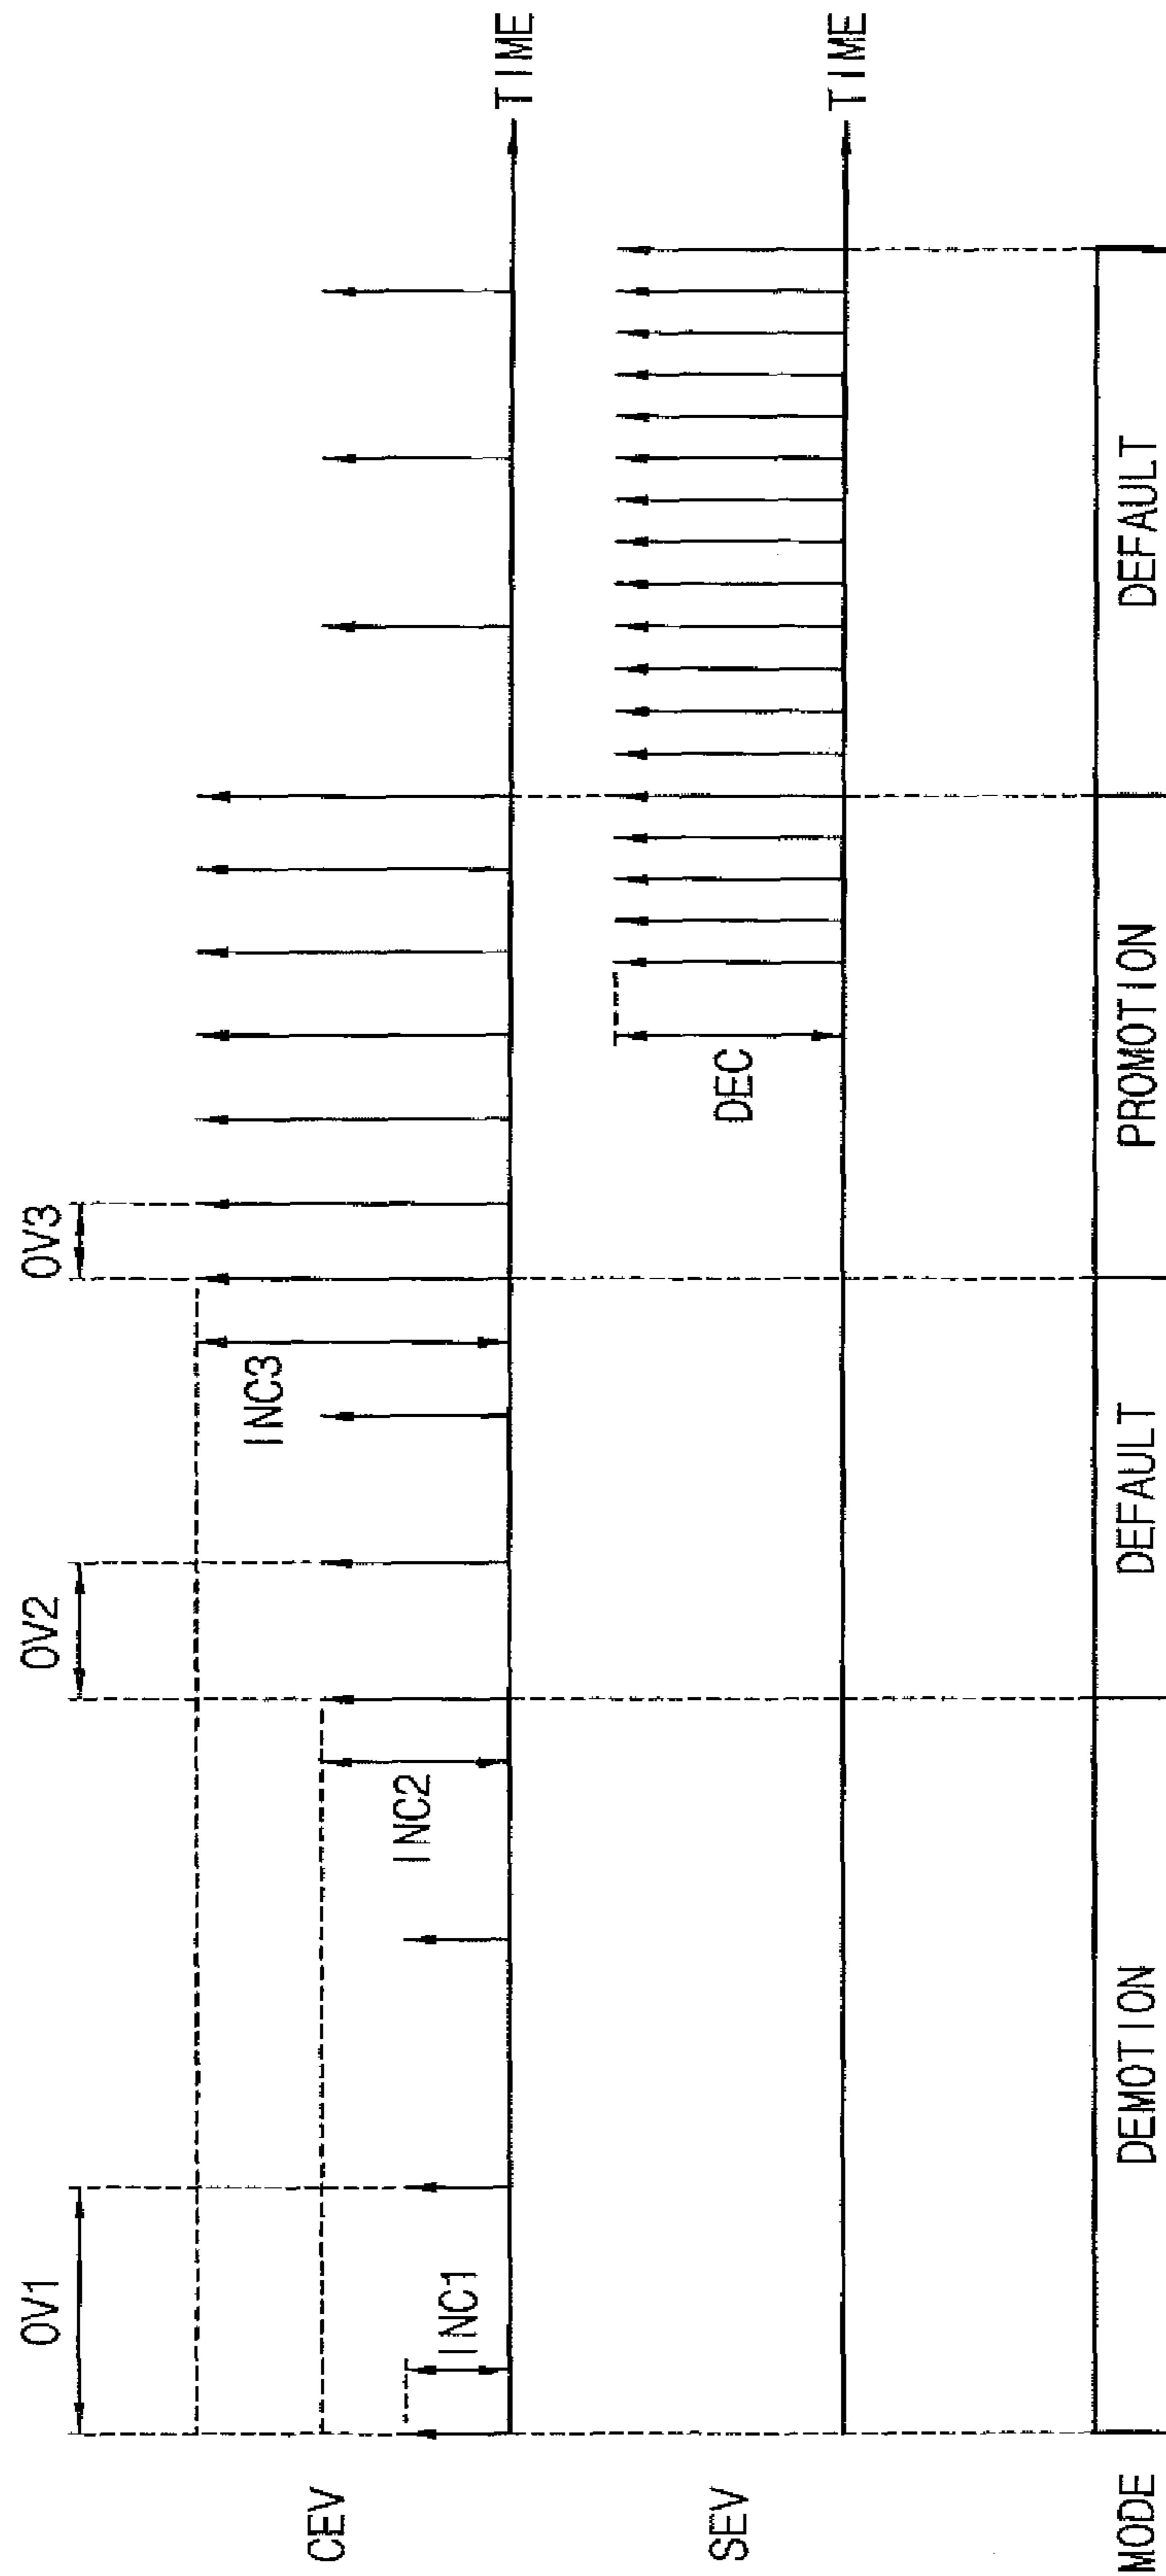 OV1
OV2
OV3
CEV
INC1
INC2
INC3
TIME
SEV
DEC
TIME
MODE
DEMOTION
DEFAULT
PROMOTION
DEFAULT